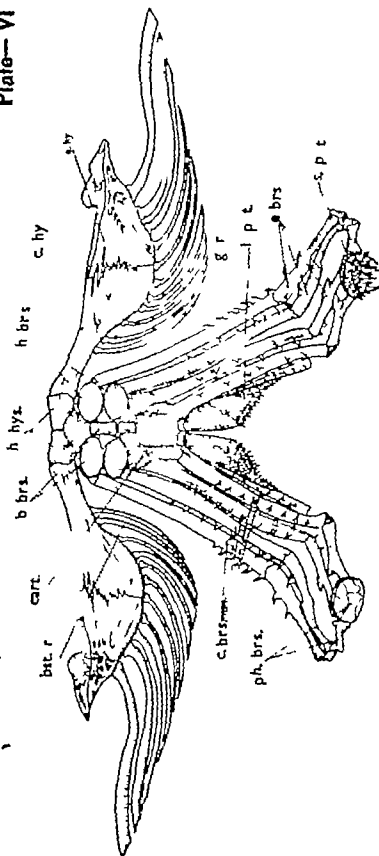 Plate—VI
g. hy
c. hy
h brs
h hys.
b brs.
cart.
bst. r
g r
l p t.
e brs
s. p t
c. brs
ph. brs.